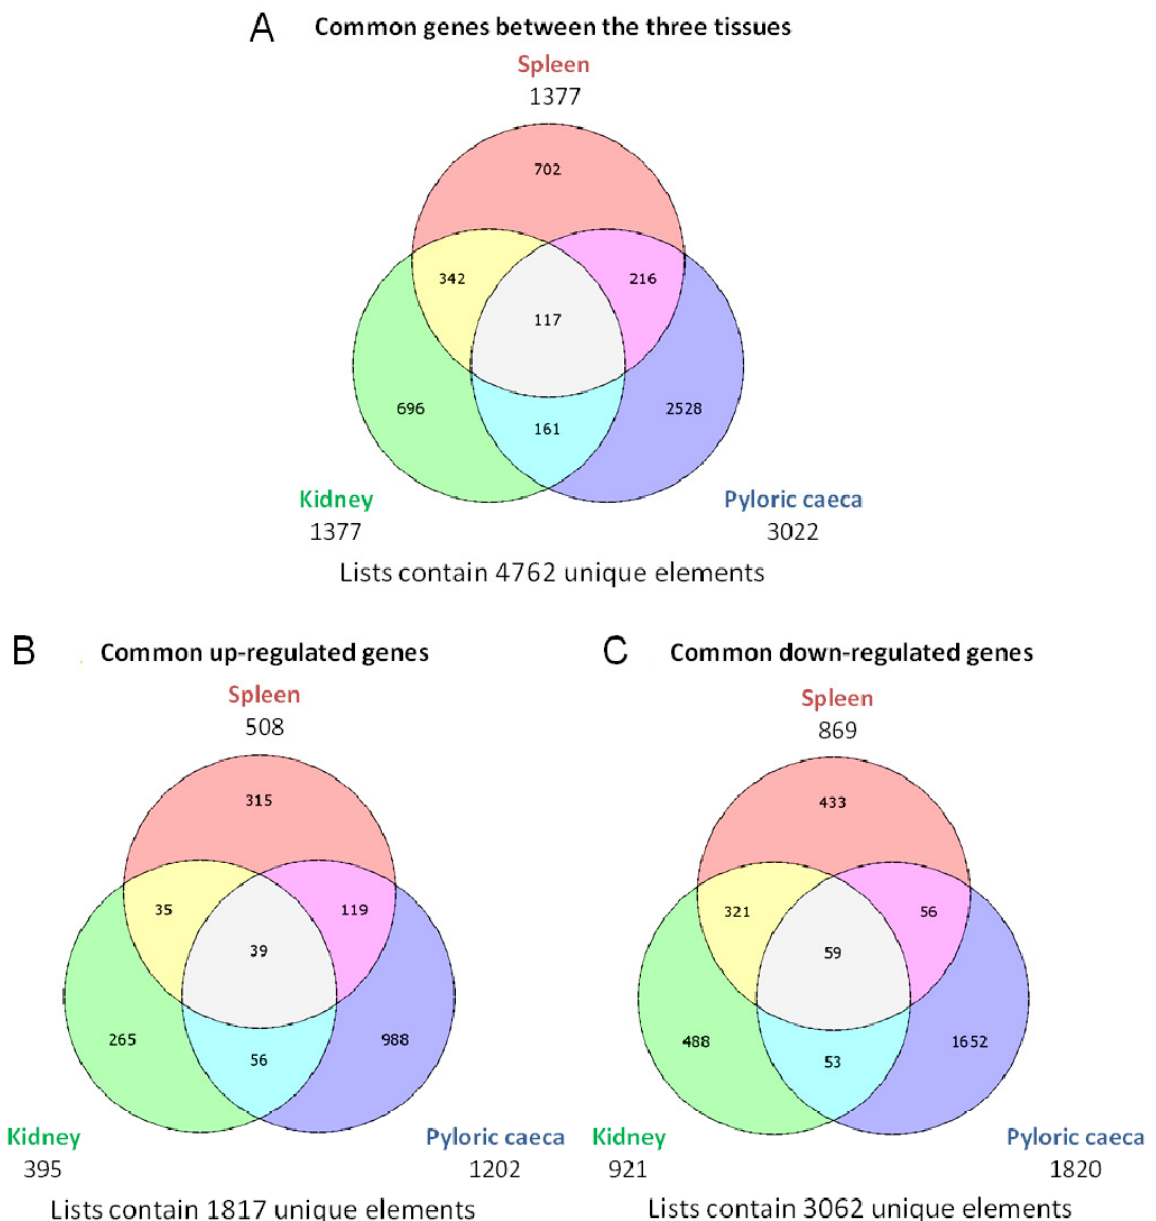 A Common genes between the three tissues
Spleen
1377
702
342
216
117
696
2528
161
Kidney
Pyloric caeca
1377
3022
Lists contain 4762 unique elements
B Common up-regulated genes
Spleen
508
315
35
119
39
265
988
56
Kidney
Pyloric caeca
395
1202
Lists contain 1817 unique elements
C Common down-regulated genes
Spleen
869
433
321
56
59
488
1652
53
Kidney
Pyloric caeca
921
1820
Lists contain 3062 unique elements